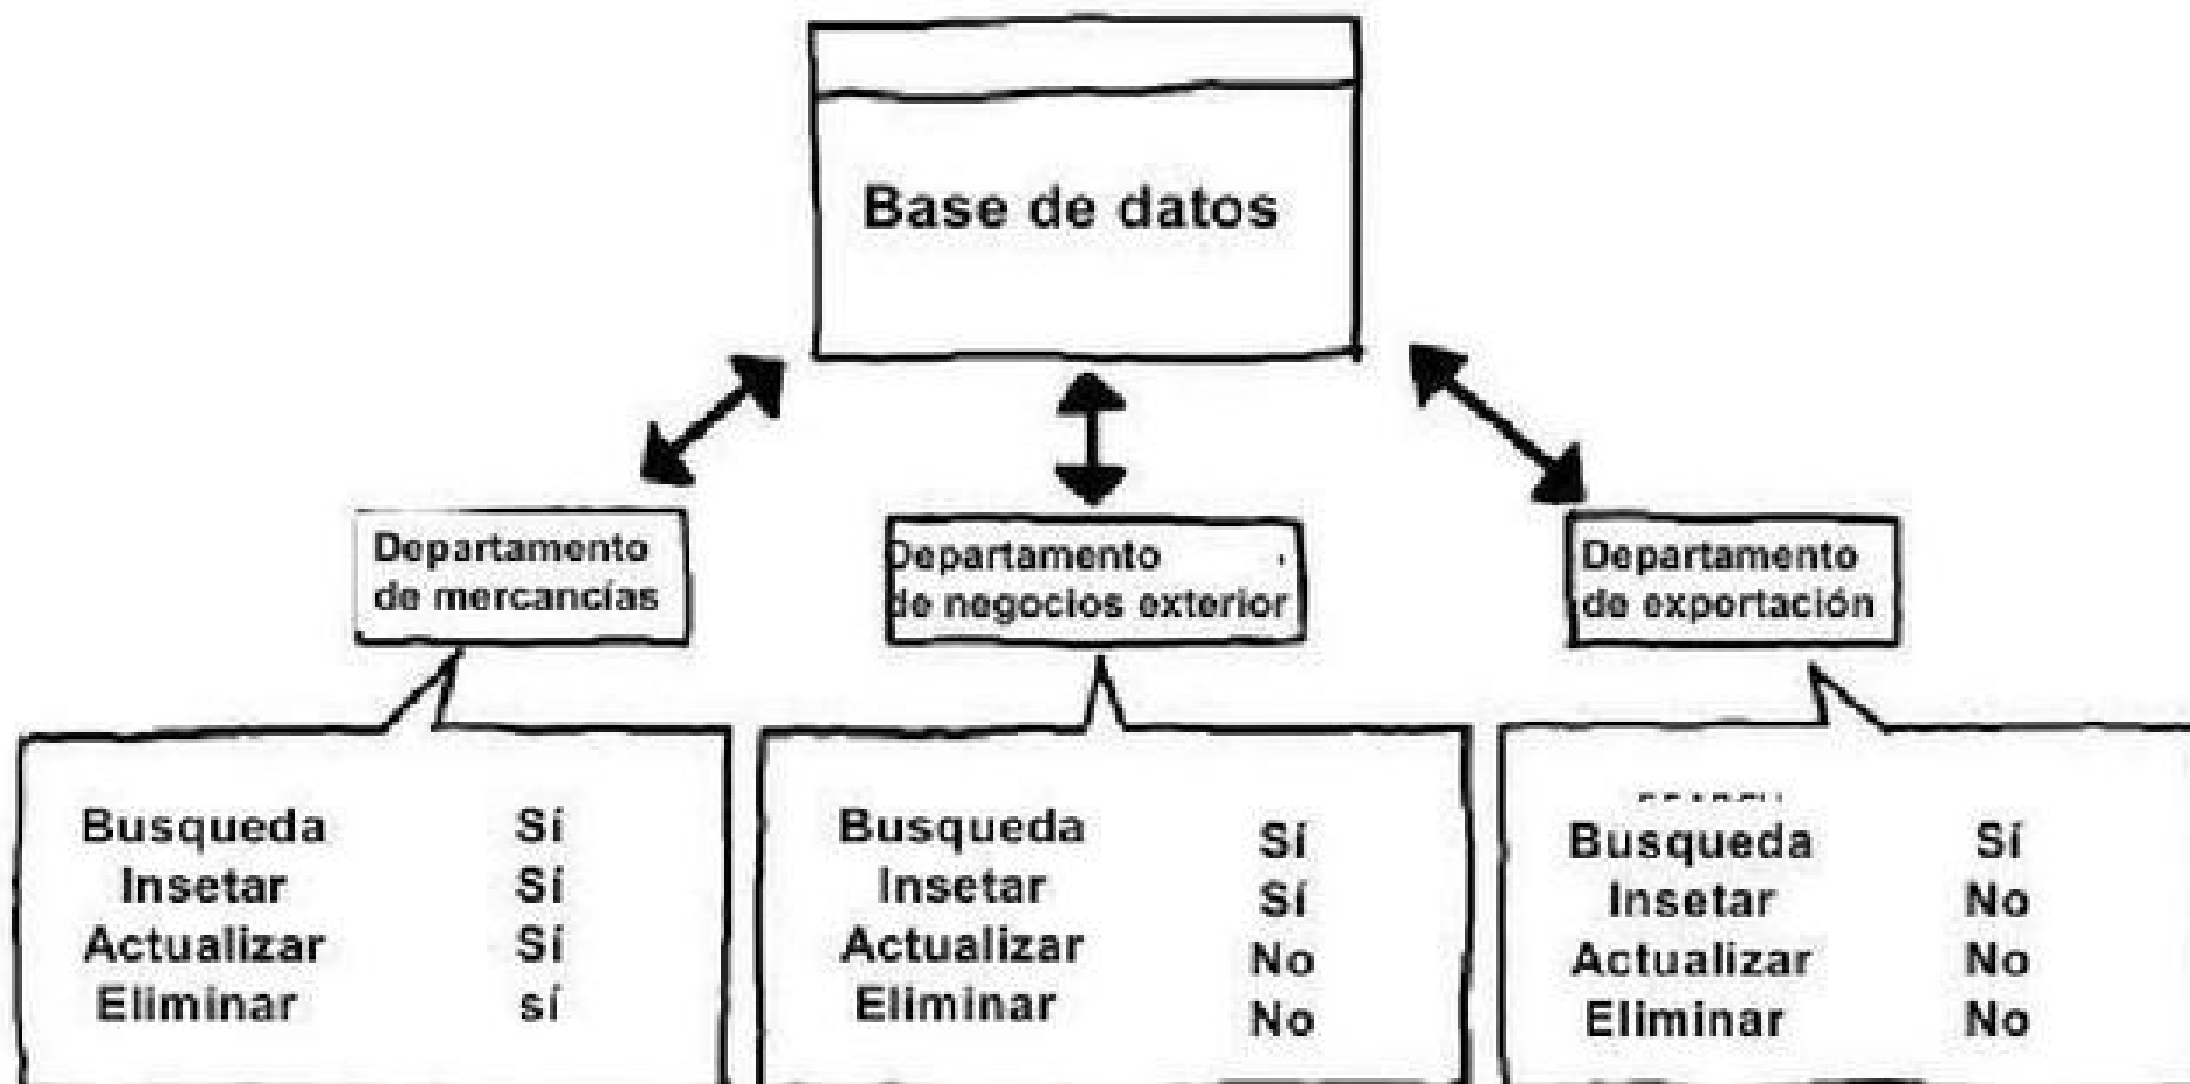 Base de datos
Departamento
de mercancías
Departamento
de negocios exterior
Departamento
de exportación
Busqueda Sí
Insetar Sí
Actualizar Sí
Eliminar sí
Busqueda Sí
Insetar Sí
Actualizar No
Eliminar No
Busqueda Sí
Insetar No
Actualizar No
Eliminar No